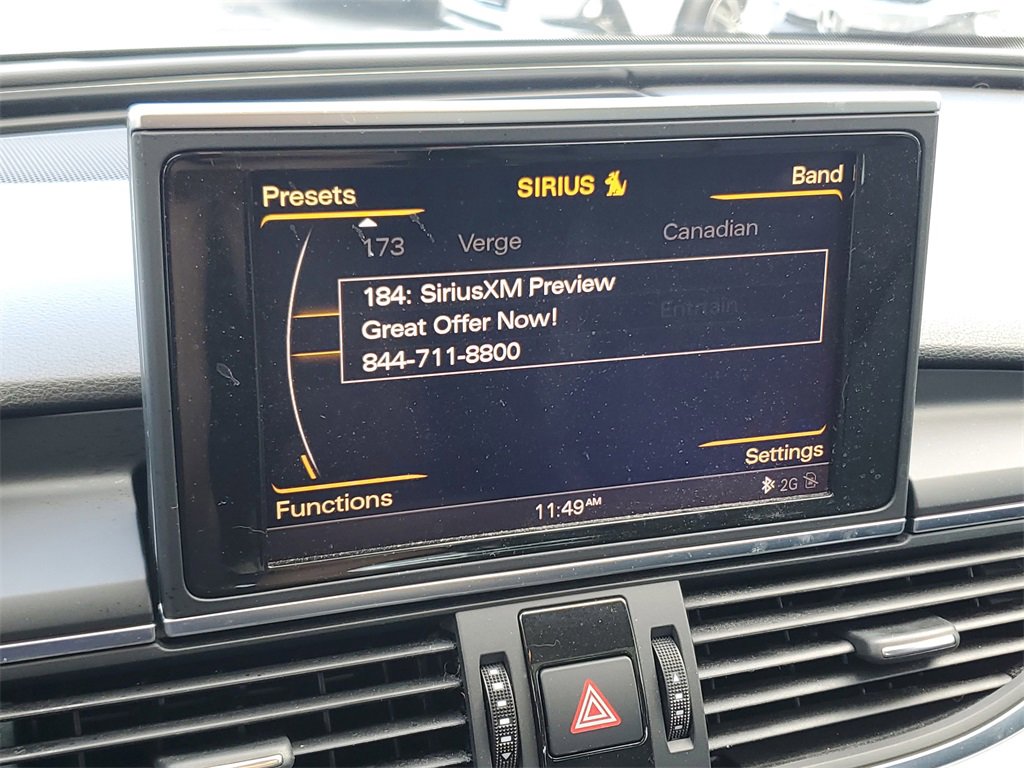 Presets
SIRIUS
Band
173 Verge Canadian
184: SiriusXM Preview
Entrtain
Great Offer Now!
844-711-8800
Settings
Functions
11:49AM
2G